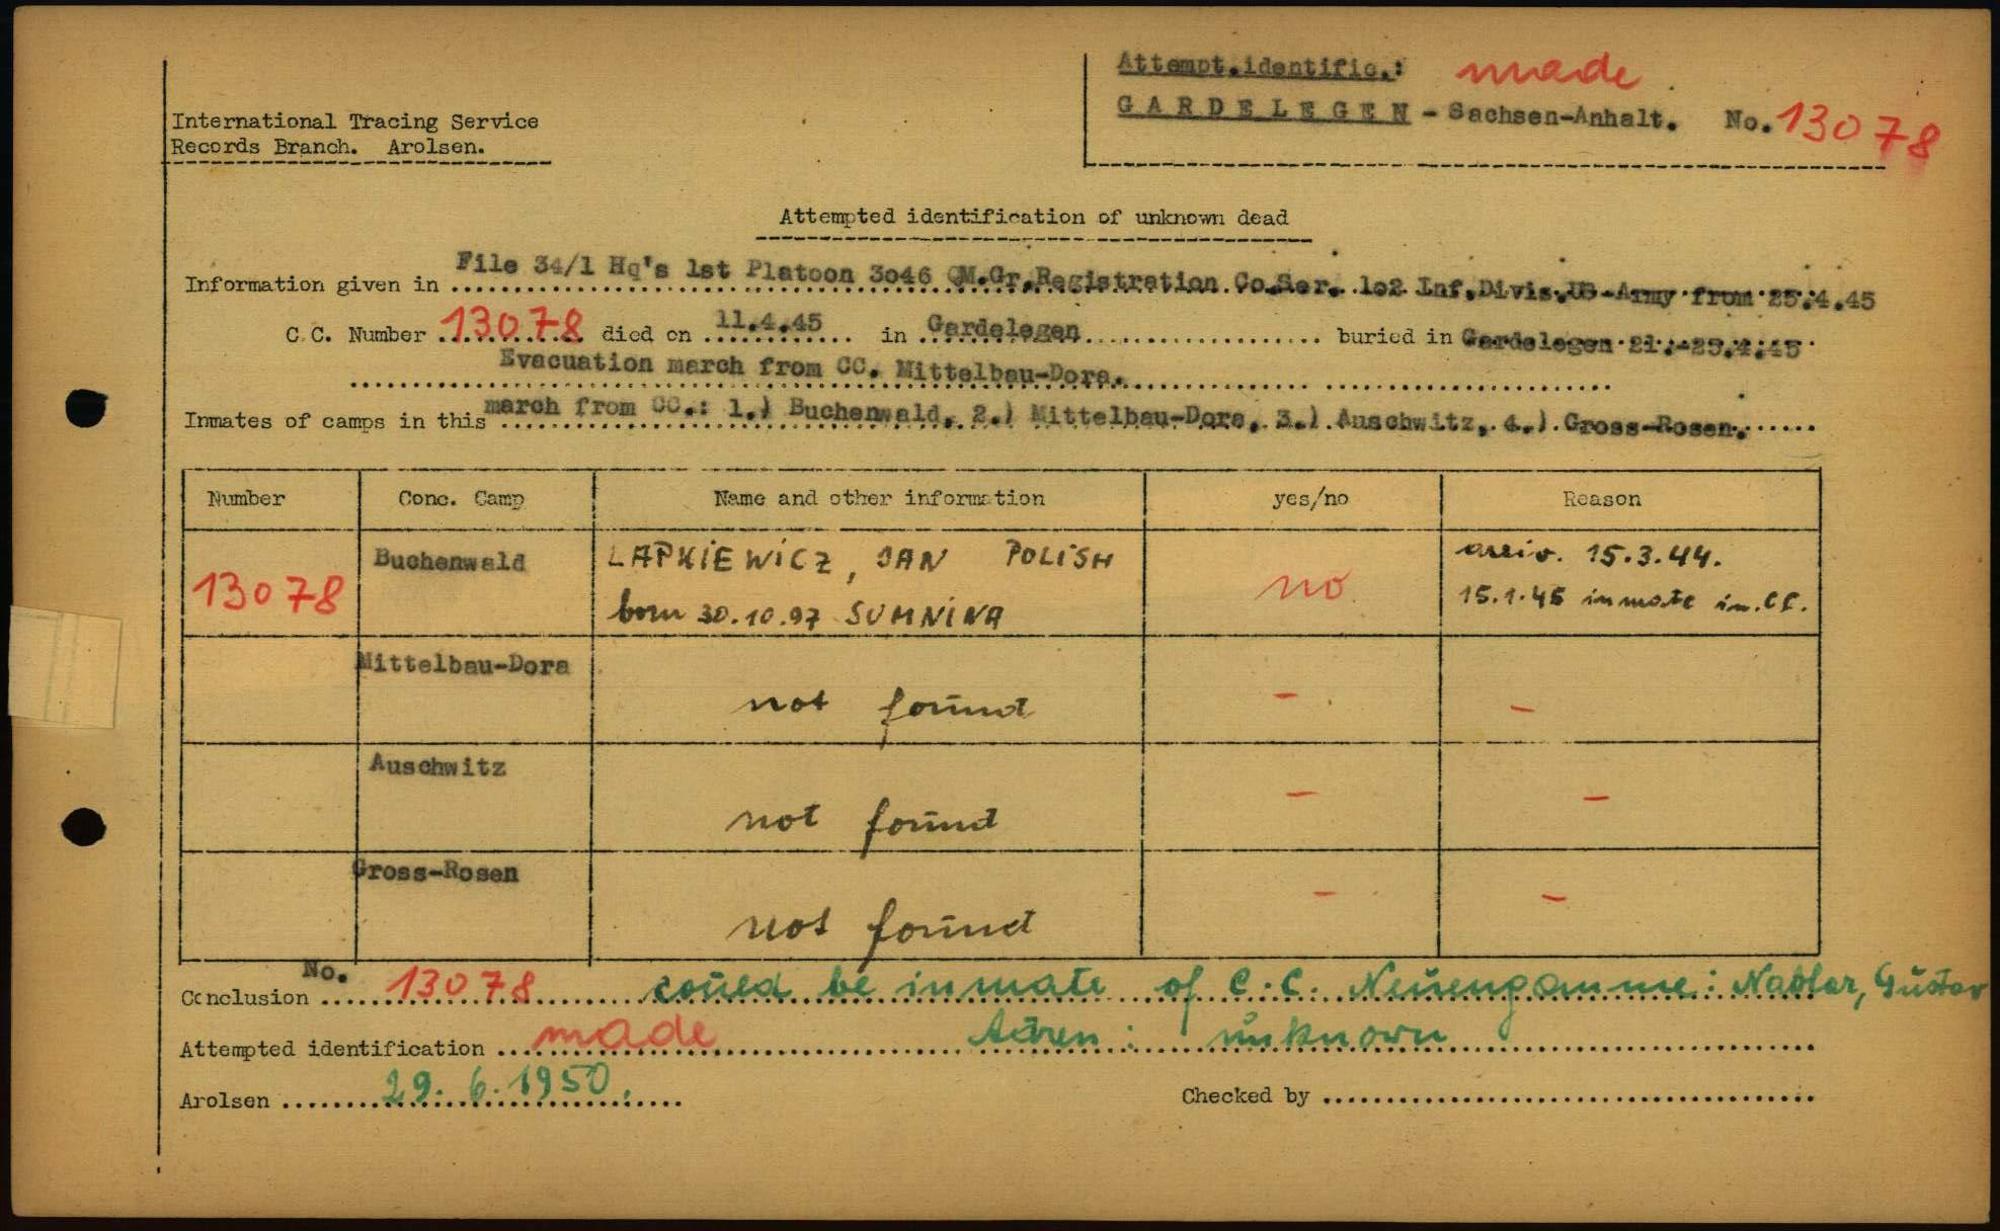 Attempt.identific.: made
GARDELEGEN - Sachsen-Anhalt. No. 13078
International Tracing Service
Records Branch. Arolsen.
Attempted identification of unknown dead
Information given in File 34/1 Hq's 1st Platoon 3o46 QM.Gr.Registration Co.Ser. 1o2 Inf.Divis.US-Army from 25.4.45
C.C. Number 13078 died on 11.4.45 in Gardelegen buried in Gardelegen 21.-25.4.45
Evacuation march from CC. Mittelbau-Dora.
Inmates of camps in this march from CC.: 1.) Buchenwald, 2.) Mittelbau-Dora, 3.) Auschwitz, 4.) Gross-Rosen.
Number Conc. Camp Name and other information yes/no Reason
13078 Buchenwald LAPKIEWICZ, JAN POLISH no arriv. 15.3.44.
born 30.10.97 SUMNINA 15.1.45 inmate in CC.
Mittelbau-Dora not found - -
Auschwitz not found - -
Gross-Rosen not found - -
Conclusion No. 13078 could be inmate of C.C. Neuengamme: Nadler, Gustav
Attempted identification made unknown
Arolsen 29.6.1950.
Checked by